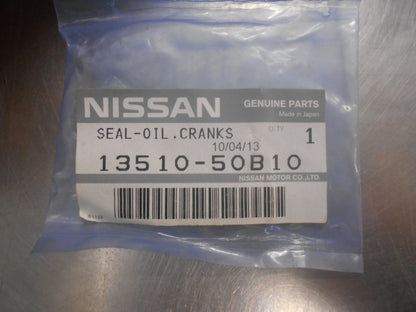 NISSAN
GENUINE PARTS
Made in Japan
SEAL-OIL.CRANKS
Q'TY
1
10/04/13
13510-50B10
NISSAN MOTOR CO.,LTD.